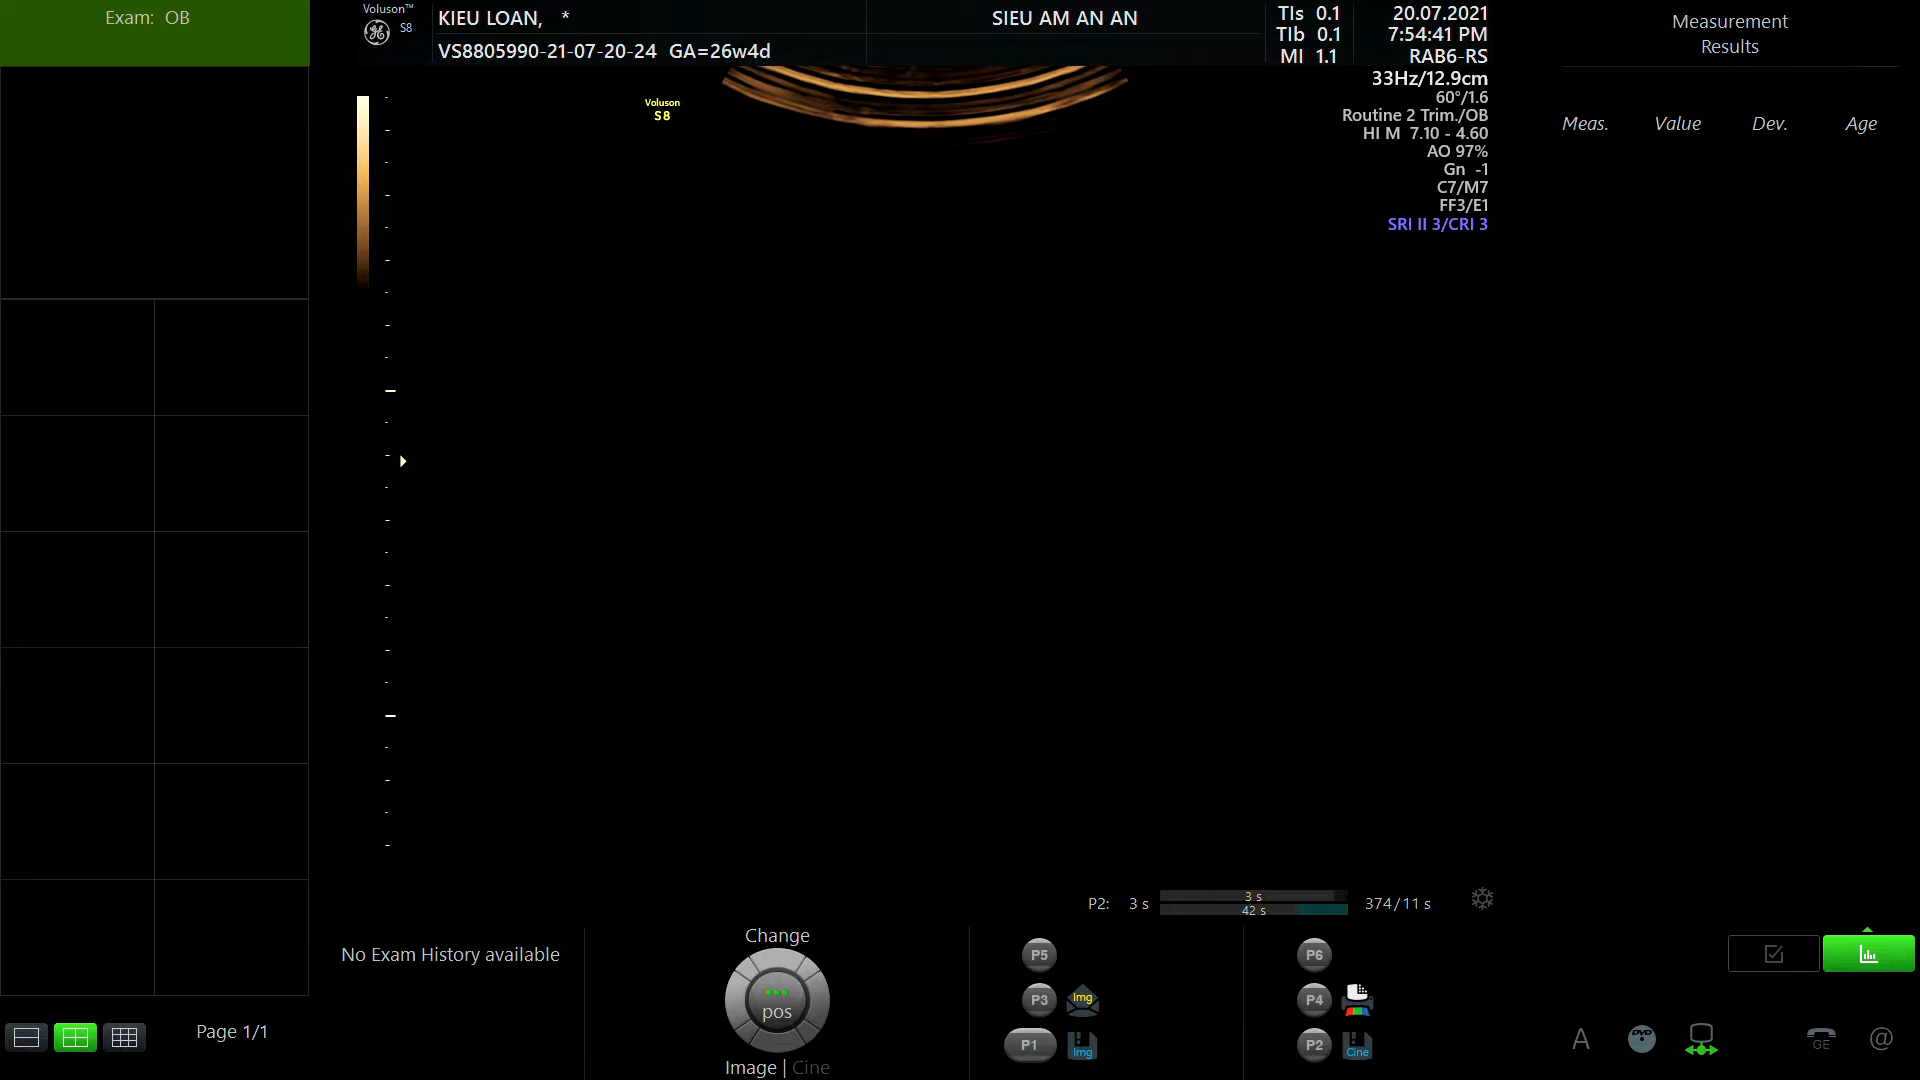 Exam: OB
Voluson™
S8
KIEU LOAN, *
VS8805990-21-07-20-24 GA=26w4d
SIEU AM AN AN
TIs 0.1
TIb 0.1
MI 1.1
20.07.2021
7:54:41 PM
RAB6-RS
33Hz/12.9cm
60°/1.6
Routine 2 Trim./OB
HI M 7.10 - 4.60
AO 97%
Gn -1
C7/M7
FF3/E1
SRI II 3/CRI 3
Voluson
S8
Measurement
Results
Meas. Value Dev. Age
P2: 3 s
3 s
42 s
374/11 s
No Exam History available
Change
pos
Image | Cine
P5
P3 Img
P1 Img
P6
P4
P2 Cine
Page 1/1
A
DVD
GE
@